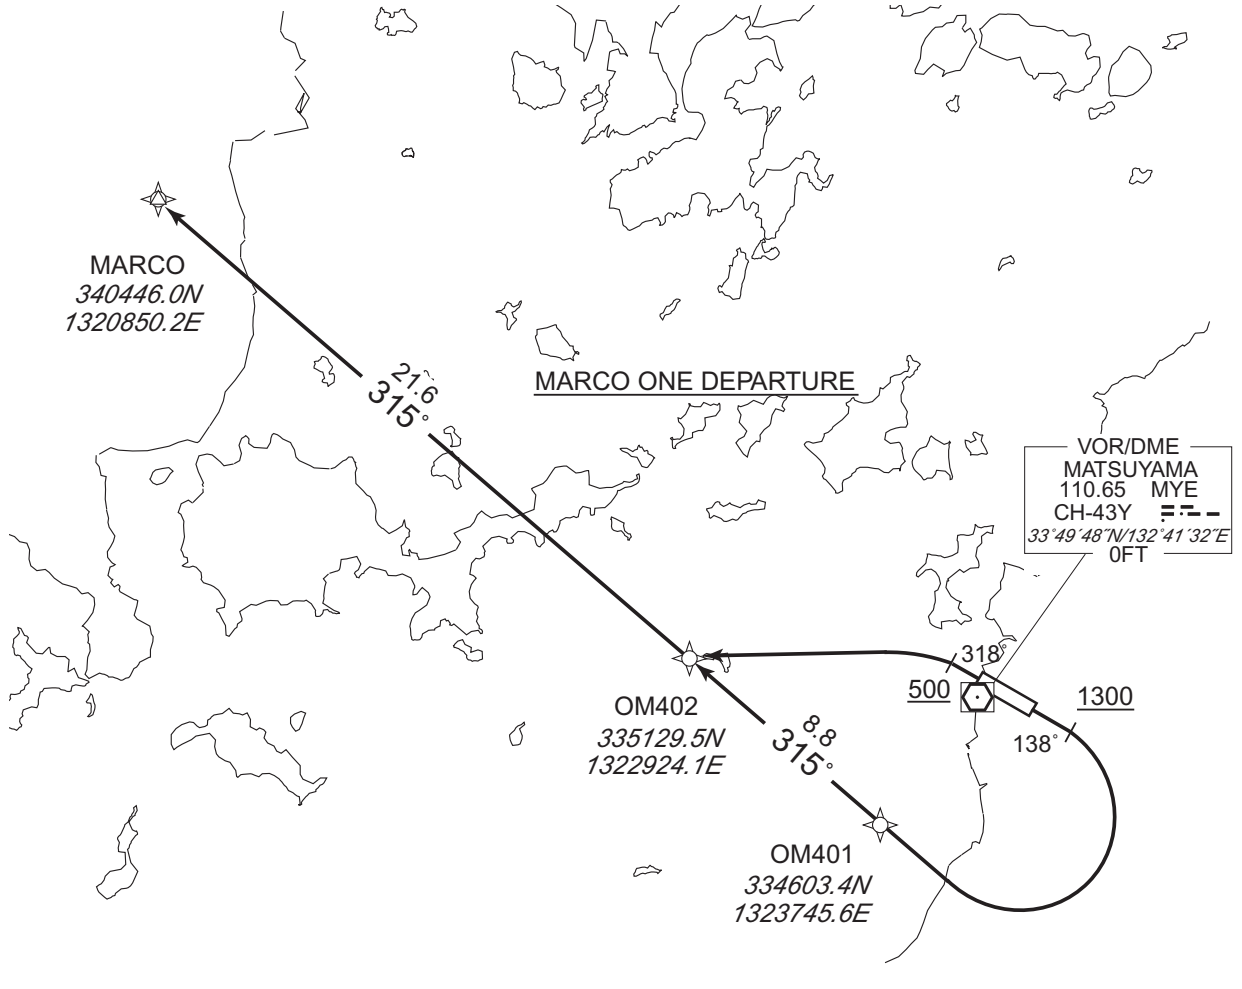 MARCO
340446.0N
1320850.2E
21.6
315°
MARCO ONE DEPARTURE
VOR/DME
MATSUYAMA
110.65 MYE
CH-43Y
33°49´48˝N/132°41´32˝E
0FT
318°
500
1300
138°
OM402
335129.5N
1322924.1E
8.8
315°
OM401
334603.4N
1323745.6E